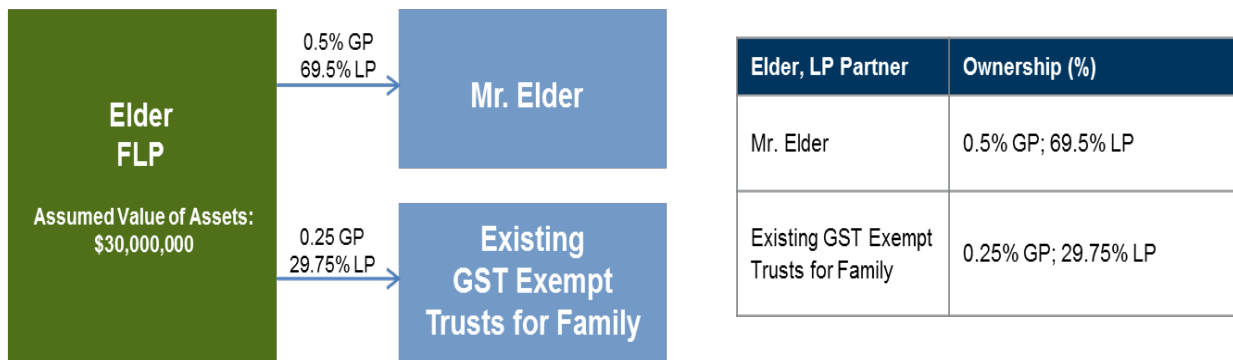 Elder
FLP
Assumed Value of Assets:
$30,000,000
0.5% GP
69.5% LP
Mr. Elder
0.25 GP
29.75% LP
Existing
GST Exempt
Trusts for Family
Elder, LP Partner Ownership (%)
Mr. Elder 0.5% GP; 69.5% LP
Existing GST Exempt
Trusts for Family 0.25% GP; 29.75% LP